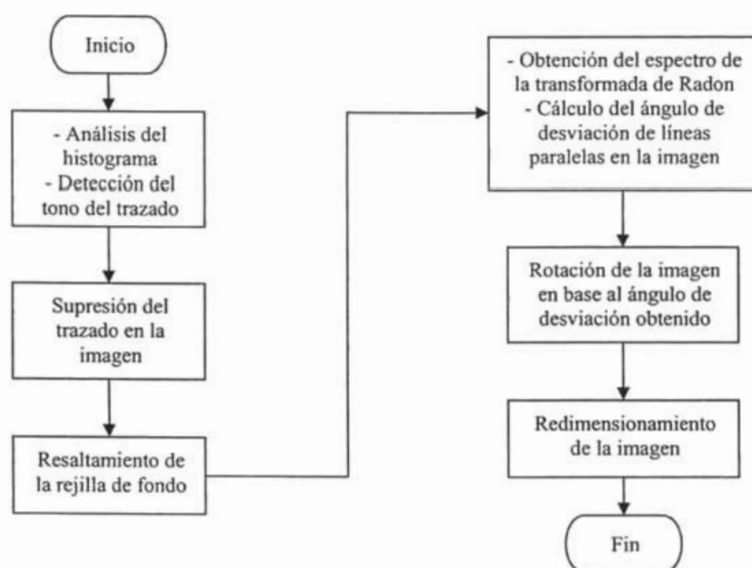 Inicio
- Análisis del
histograma
- Detección del
tono del trazado
Supresión del
trazado en la
imagen
Resaltamiento de
la rejilla de fondo
- Obtención del espectro de
la transformada de Radon
- Cálculo del ángulo de
desviación de líneas
paralelas en la imagen
Rotación de la imagen
en base al ángulo de
desviación obtenido
Redimensionamiento
de la imagen
Fin